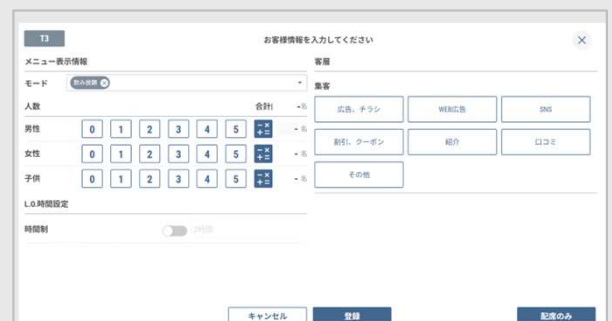 T3
お客様情報を入力してください
メニュー表示情報
モード 飲み放題
人数 合計 - 名
男性 0 1 2 3 4 5 - 名
女性 0 1 2 3 4 5 - 名
子供 0 1 2 3 4 5 - 名
L.O.時間設定
時間制 2時間
客層
集客
広告、チラシ WEB広告 SNS
割引、クーポン 紹介 口コミ
その他
キャンセル 登録 配席のみ